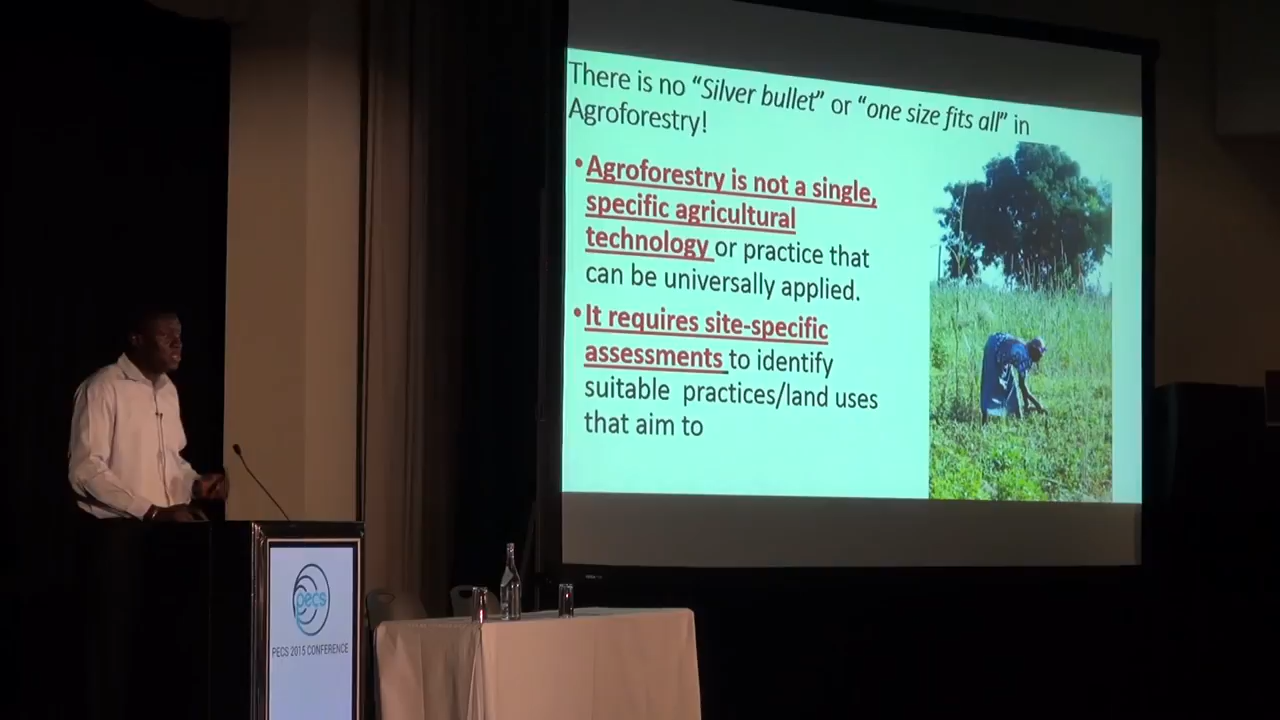 There is no “Silver bullet” or “one size fits all” in
Agroforestry!
•Agroforestry is not a single,
specific agricultural
technology or practice that
can be universally applied.
•It requires site-specific
assessments to identify
suitable practices/land uses
that aim to
pecs
PECS 2015 CONFERENCE